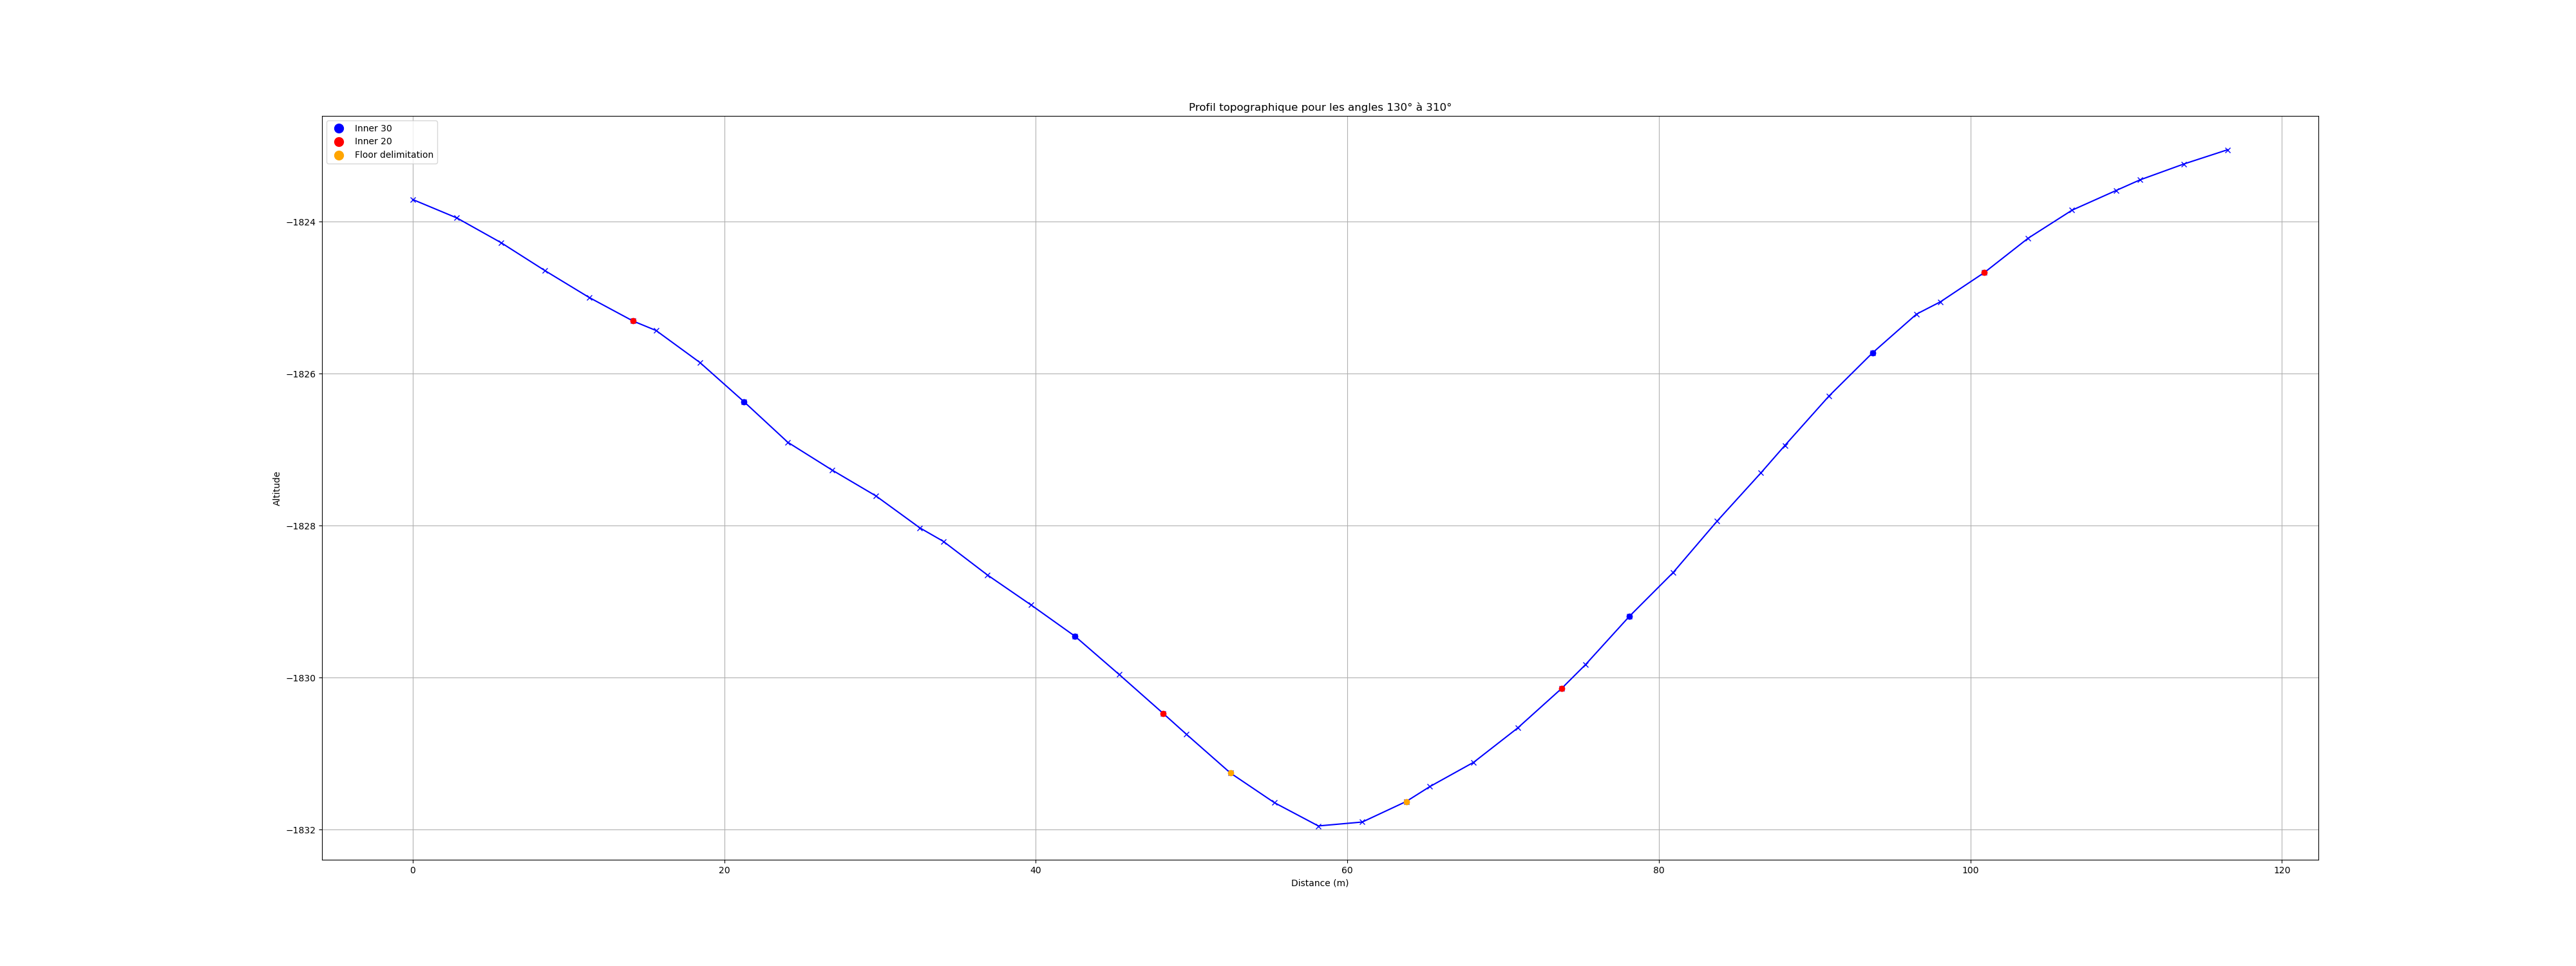 Profil topographique pour les angles 130° à 310°
Inner 30
Inner 20
Floor delimitation
Altitude
−1824
−1826
−1828
−1830
−1832
0 20 40 60 80 100 120
Distance (m)